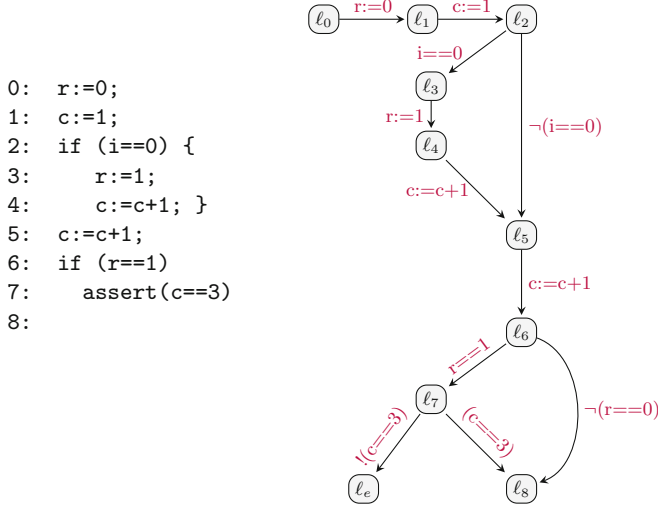 0: r:=0;
1: c:=1;
2: if (i==0) {
3: r:=1;
4: c:=c+1; }
5: c:=c+1;
6: if (r==1)
7: assert(c==3)
8:
ℓ0 r:=0 ℓ1 c:=1 ℓ2
i==0
ℓ3
r:=1 ¬(i==0)
ℓ4
c:=c+1
ℓ5
c:=c+1
ℓ6
r==1
ℓ7 ¬(r==0)
!(c==3) (c==3)
ℓe ℓ8